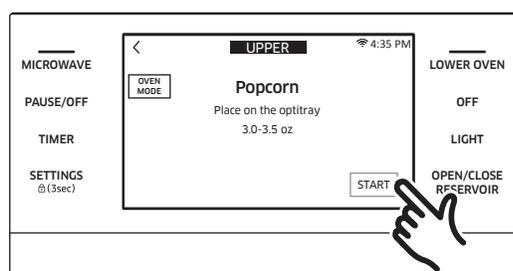 MICROWAVE
PAUSE/OFF
TIMER
SETTINGS
(3sec)
<
UPPER
4:35 PM
OVEN
MODE
Popcorn
Place on the optitray
3.0-3.5 oz
START
LOWER OVEN
OFF
LIGHT
OPEN/CLOSE
RESERVOIR